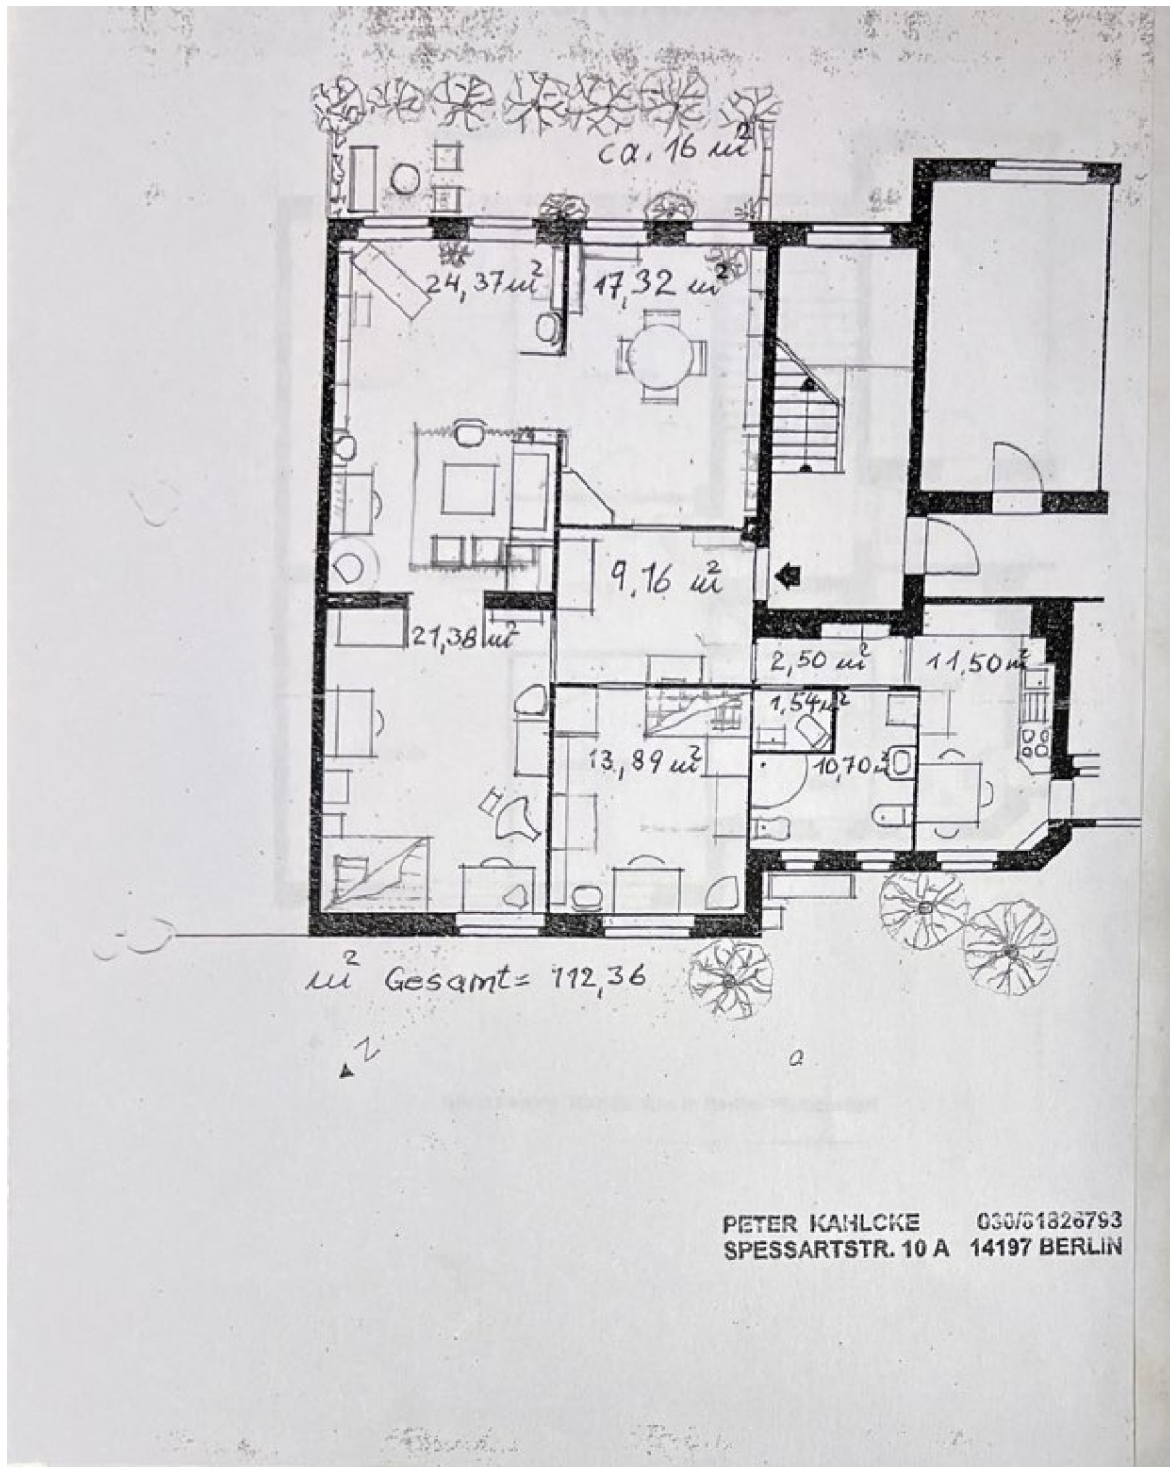 ca. 16 m²
24,37 m²
17,32 m²
9,16 m²
21,38 m²
2,50 m²
11,50 m²
1,54 m²
13,89 m²
10,70 m²
m² Gesamt = 112,36
N
a
PETER KAHLCKE 030/61826793
SPESSARTSTR. 10 A 14197 BERLIN